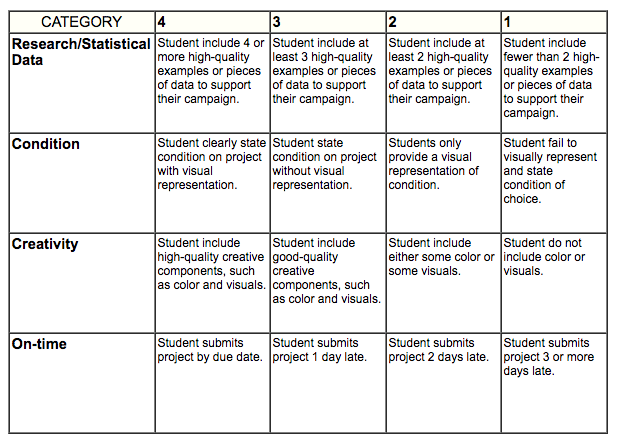 CATEGORY 4 3 2 1
Research/Statistical Data
Student include 4 or more high-quality examples or pieces of data to support their campaign.
Student include at least 3 high-quality examples or pieces of data to support their campaign.
Student include at least 2 high-quality examples or pieces of data to support their campaign.
Student include fewer than 2 high-quality examples or pieces of data to support their campaign.
Condition
Student clearly state condition on project with visual representation.
Student state condition on project without visual representation.
Students only provide a visual representation of condition.
Student fail to visually represent and state condition of choice.
Creativity
Student include high-quality creative components, such as color and visuals.
Student include good-quality creative components, such as color and visuals.
Student include either some color or some visuals.
Student do not include color or visuals.
On-time
Student submits project by due date.
Student submits project 1 day late.
Student submits project 2 days late.
Student submits project 3 or more days late.